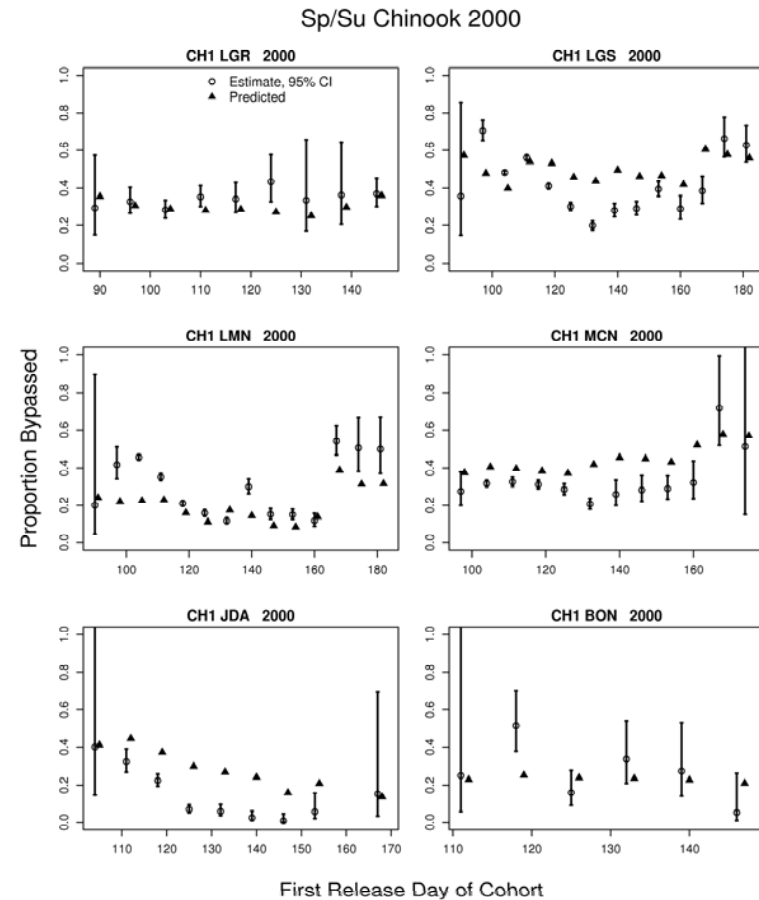 Sp/Su Chinook 2000
CH1 LGR 2000
Estimate, 95% CI
Predicted
0.0 0.2 0.4 0.6 0.8 1.0
90 100 110 120 130 140
CH1 LGS 2000
0.0 0.2 0.4 0.6 0.8 1.0
100 120 140 160 180
CH1 LMN 2000
0.0 0.2 0.4 0.6 0.8 1.0
100 120 140 160 180
CH1 MCN 2000
0.0 0.2 0.4 0.6 0.8 1.0
100 120 140 160
Proportion Bypassed
CH1 JDA 2000
0.0 0.2 0.4 0.6 0.8 1.0
110 120 130 140 150 160 170
CH1 BON 2000
0.0 0.2 0.4 0.6 0.8 1.0
110 120 130 140
First Release Day of Cohort